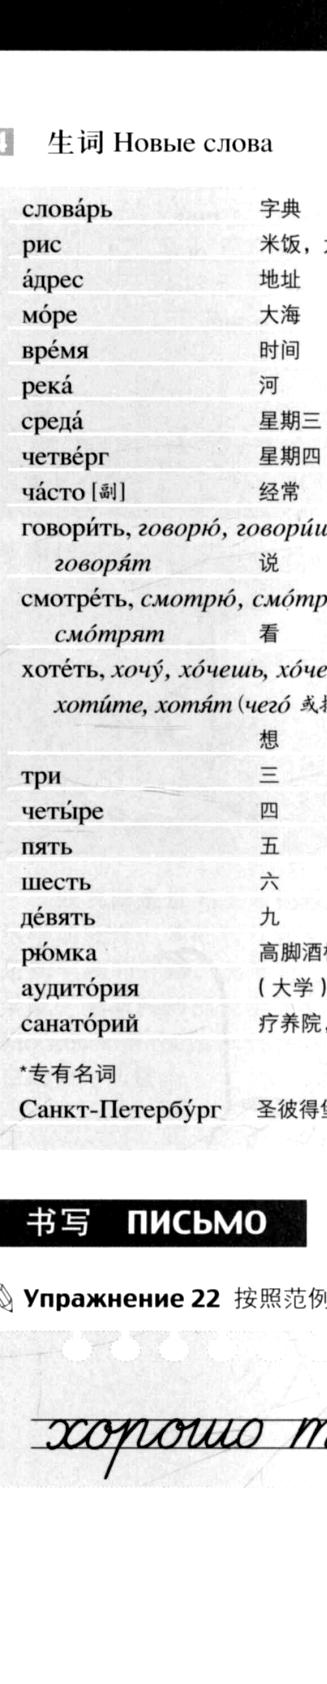 4 生词 Новые слова
слова́рь 字典
рис 米饭，
а́дрес 地址
мо́ре 大海
вре́мя 时间
река́ 河
среда́ 星期三
четве́рг 星期四
ча́сто [副] 经常
говори́ть, говорю́, говори́ш
говоря́т 说
смотре́ть, смотрю́, смо́тр
смо́трят 看
хоте́ть, хочу́, хо́чешь, хо́че
хоти́те, хотя́т (чего́ 或
想
три 三
четы́ре 四
пять 五
шесть 六
де́вять 九
рю́мка 高脚酒
аудито́рия (大学)
санато́рий 疗养院，
*专有名词
Санкт-Петербу́рг 圣彼得
书写 ПИСЬМО
Упражнение 22 按照范例
хорошо